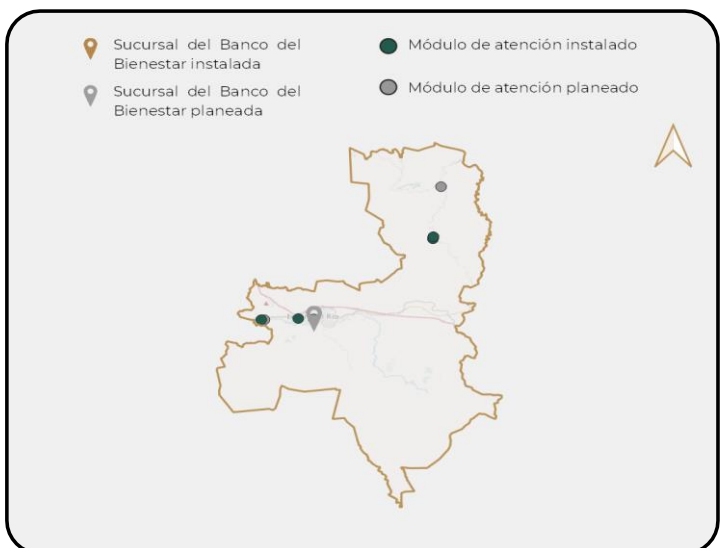 Sucursal del Banco del
Bienestar instalada
Sucursal del Banco del
Bienestar planeada
Módulo de atención instalado
Módulo de atención planeado